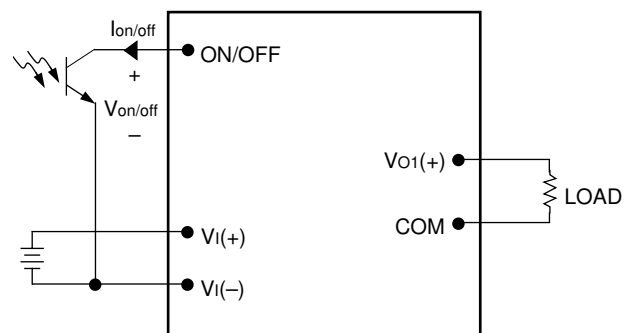 Ion/off
ON/OFF
+
Von/off
–
VO1(+)
LOAD
COM
VI(+)
VI(–)